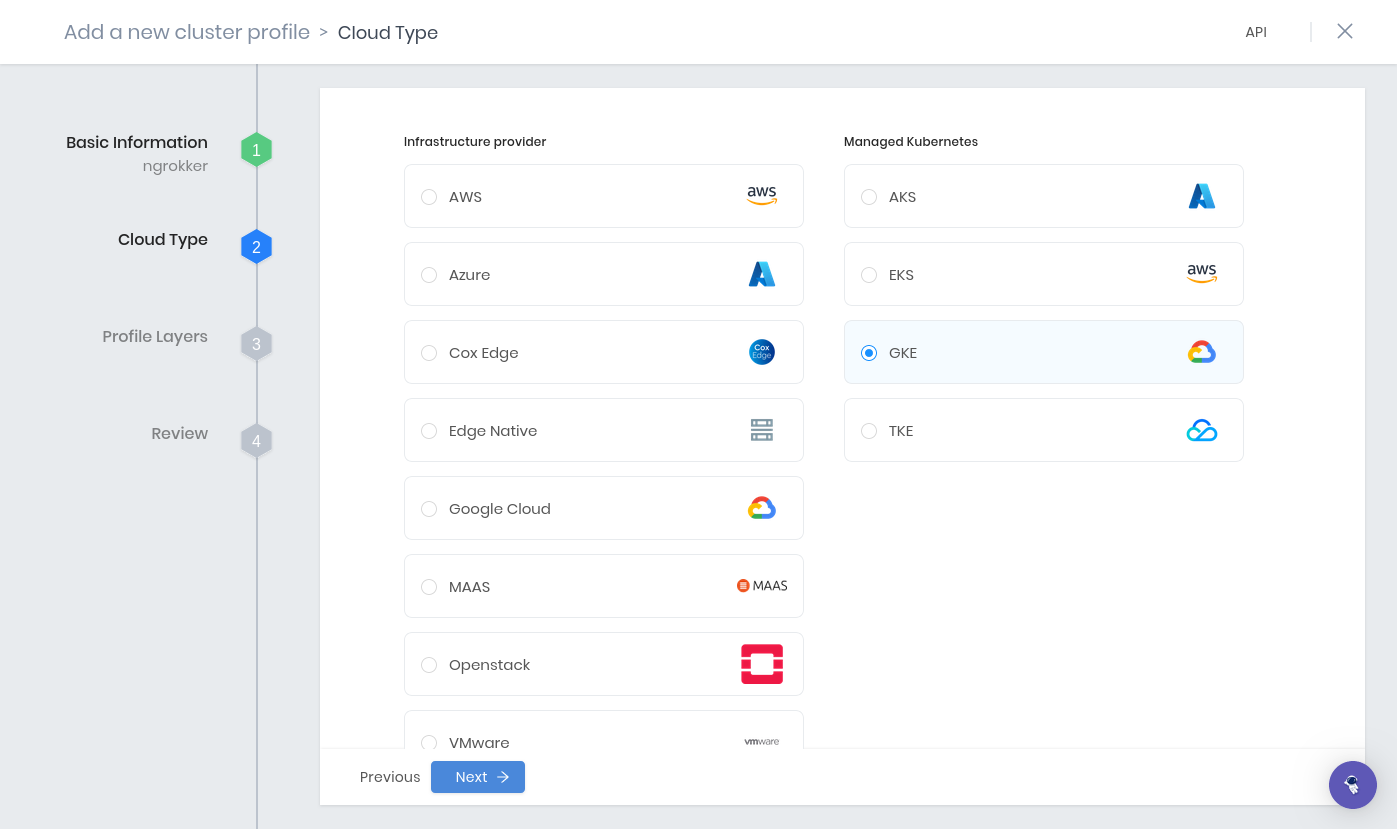 Add a new cluster profile > Cloud Type
API
Basic Information
ngrokker
1
Cloud Type
2
Profile Layers
3
Review
4
Infrastructure provider
AWS
aws
Azure
Cox Edge
Cox
Edge
Edge Native
Google Cloud
MAAS
MAAS
Openstack
VMware
vmware
Managed Kubernetes
AKS
EKS
aws
GKE
TKE
Previous
Next